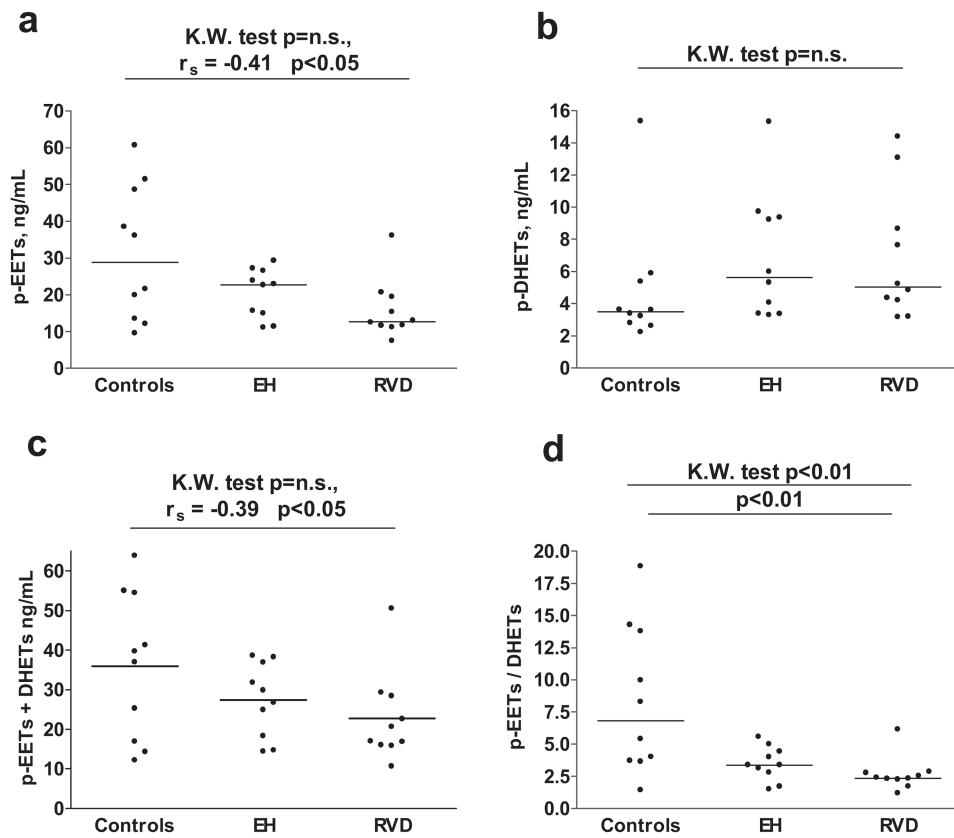 a
K.W. test p=n.s.,
rs = -0.41 p<0.05
p-EETs, ng/mL
70
60
50
40
30
20
10
0
Controls EH RVD
b
K.W. test p=n.s.
p-DHETs, ng/mL
16
14
12
10
8
6
4
2
0
Controls EH RVD
c
K.W. test p=n.s.,
rs = -0.39 p<0.05
p-EETs + DHETs ng/mL
60
50
40
30
20
10
0
Controls EH RVD
d
K.W. test p<0.01
p<0.01
p-EETs / DHETs
20.0
17.5
15.0
12.5
10.0
7.5
5.0
2.5
0.0
Controls EH RVD